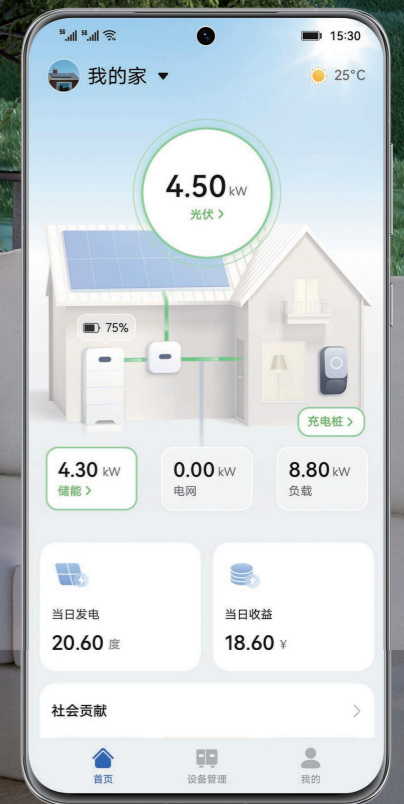 5G 5G 15:30
我的家 25°C
4.50 kW
光伏 >
75%
充电桩 >
4.30 kW 0.00 kW 8.80 kW
储能 > 电网 负载
当日发电 当日收益
20.60 度 18.60 ¥
社会贡献 >
首页 设备管理 我的